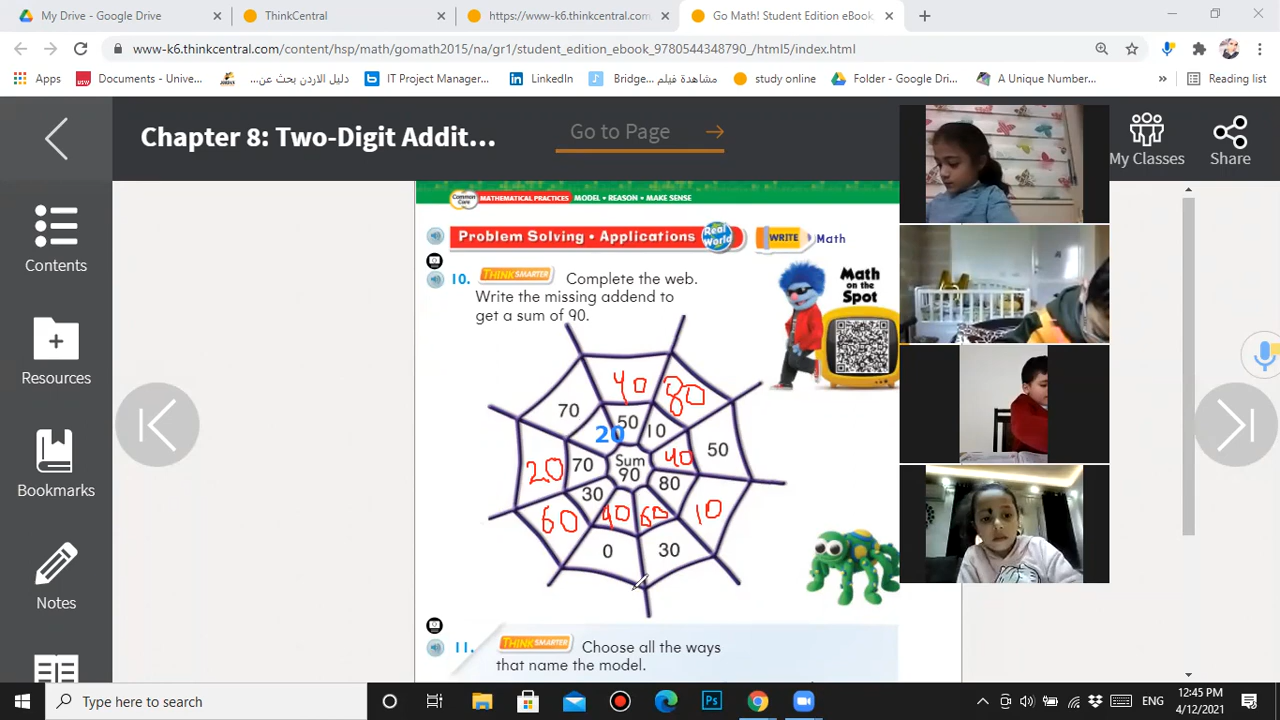 My Drive - Google Drive
ThinkCentral
https://www-k6.thinkcentral.com/
Go Math! Student Edition eBook
www-k6.thinkcentral.com/content/hsp/math/gomath2015/na/gr1/student_edition_ebook_9780544348790_/html5/index.html
Apps
Documents - Unive...
دليل الاردن بحث عن...
IT Project Manager...
LinkedIn
Bridge...
مشاهدة فيلم
study online
Folder - Google Dri...
A Unique Number...
»
Reading list
Chapter 8: Two-Digit Addit...
Go to Page
My Classes
Share
Contents
Resources
Bookmarks
Notes
Common Core
MATHEMATICAL PRACTICES MODEL • REASON • MAKE SENSE
Problem Solving • Applications
Real World
WRITE Math
10. THINKSMARTER Complete the web.
Write the missing addend to
get a sum of 90.
Math
on the
Spot
40 80
70 50 10 50
20
20 70 Sum 90 40 80
60 30 40 60 10
0 30
11. THINKSMARTER Choose all the ways
that name the model.
Type here to search
Ps
ENG
12:45 PM
4/12/2021